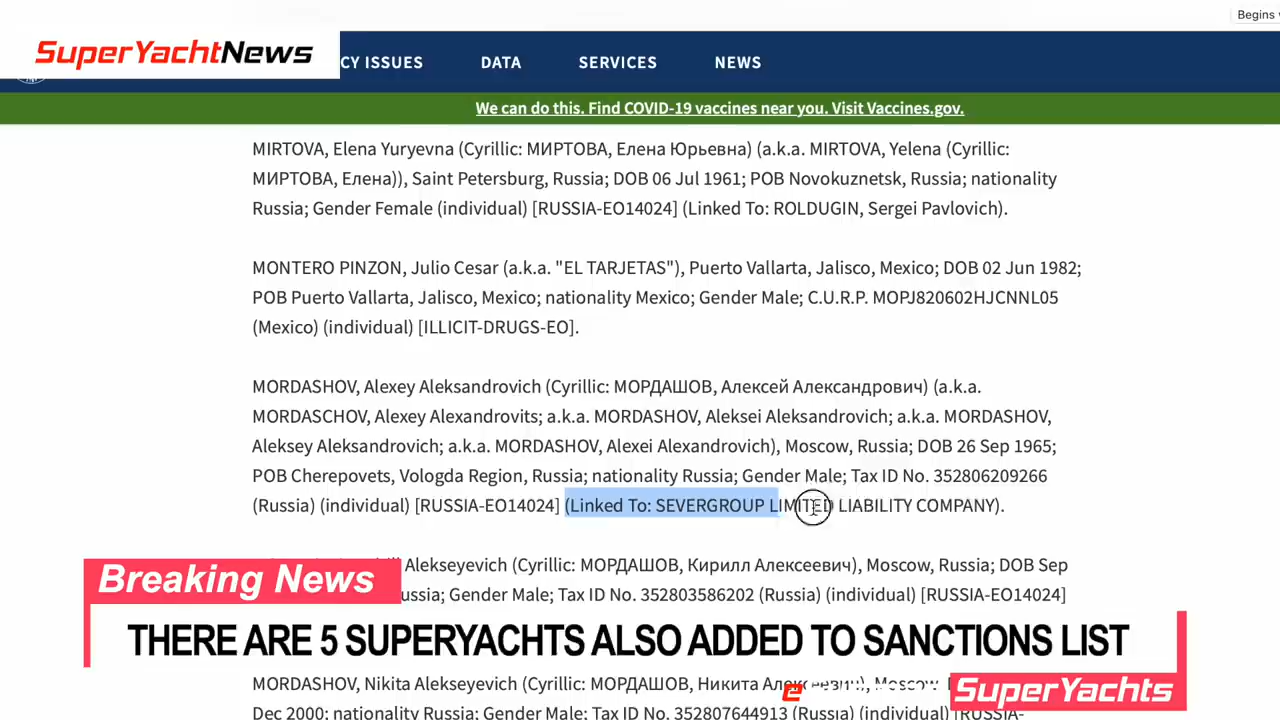 Begins
SuperYachtNews
CY ISSUES
DATA
SERVICES
NEWS
We can do this. Find COVID-19 vaccines near you. Visit Vaccines.gov.
MIRTOVA, Elena Yuryevna (Cyrillic: МИРТОВА, Елена Юрьевна) (a.k.a. MIRTOVA, Yelena (Cyrillic:
МИРТОВА, Елена)), Saint Petersburg, Russia; DOB 06 Jul 1961; POB Novokuznetsk, Russia; nationality
Russia; Gender Female (individual) [RUSSIA-EO14024] (Linked To: ROLDUGIN, Sergei Pavlovich).
MONTERO PINZON, Julio Cesar (a.k.a. "EL TARJETAS"), Puerto Vallarta, Jalisco, Mexico; DOB 02 Jun 1982;
POB Puerto Vallarta, Jalisco, Mexico; nationality Mexico; Gender Male; C.U.R.P. MOPJ820602HJCNNL05
(Mexico) (individual) [ILLICIT-DRUGS-EO].
MORDASHOV, Alexey Aleksandrovich (Cyrillic: МОРДАШОВ, Алексей Александрович) (a.k.a.
MORDASCHOV, Alexey Alexandrovits; a.k.a. MORDASHOV, Aleksei Aleksandrovich; a.k.a. MORDASHOV,
Aleksey Aleksandrovich; a.k.a. MORDASHOV, Alexei Alexandrovich), Moscow, Russia; DOB 26 Sep 1965;
POB Cherepovets, Vologda Region, Russia; nationality Russia; Gender Male; Tax ID No. 352806209266
(Russia) (individual) [RUSSIA-EO14024] (Linked To: SEVERGROUP LIMITED LIABILITY COMPANY).
Alekseyevich (Cyrillic: МОРДАШОВ, Кирилл Алексеевич), Moscow, Russia; DOB Sep
Breaking News
ussia; Gender Male; Tax ID No. 352803586202 (Russia) (individual) [RUSSIA-EO14024]
THERE ARE 5 SUPERYACHTS ALSO ADDED TO SANCTIONS LIST
MORDASHOV, Nikita Alekseyevich (Cyrillic: МОРДАШОВ, Никита Алексеевич), Moscow,
SuperYachts
Dec 2000; nationality Russia; Gender Male; Tax ID No. 352807644913 (Russia) (individual) [RUSSIA-